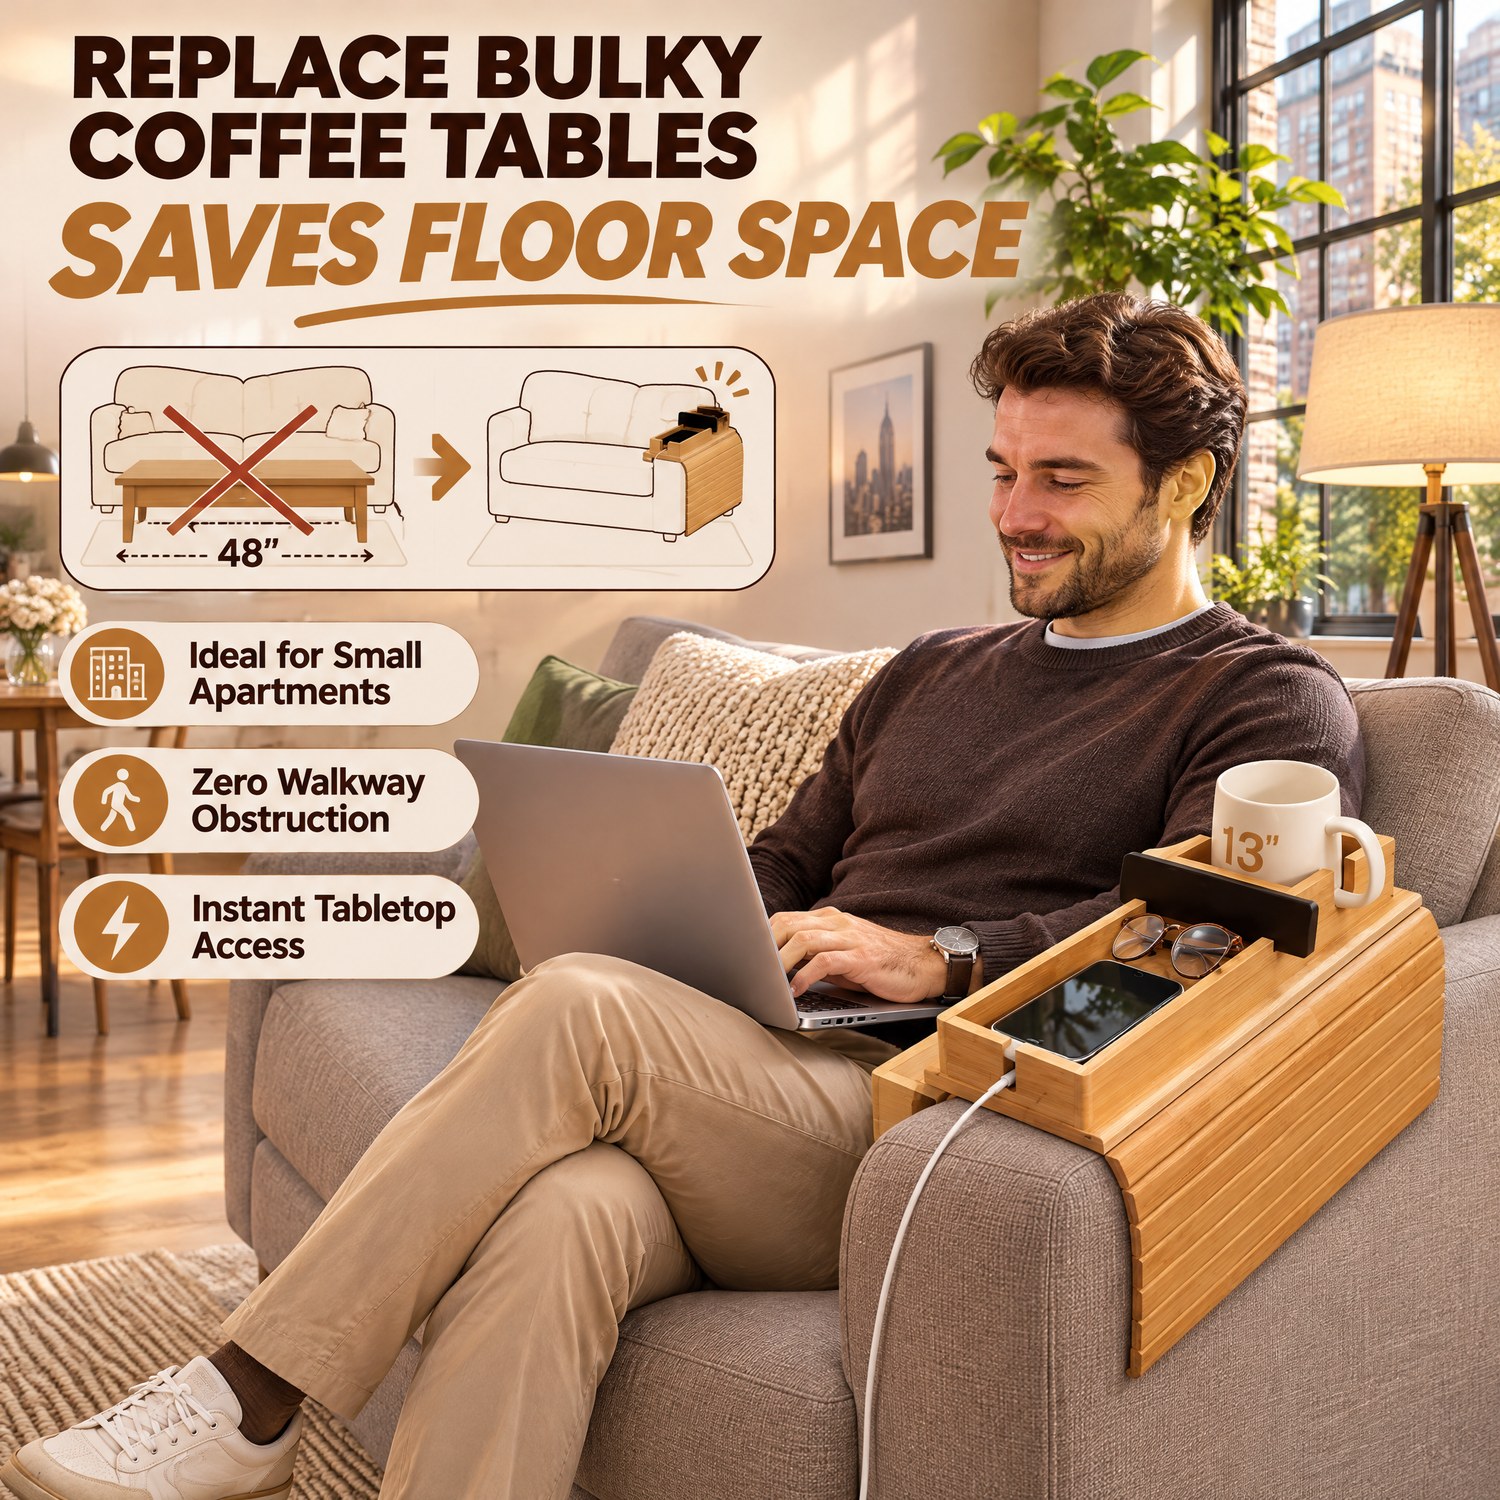 REPLACE BULKY
COFFEE TABLES
SAVES FLOOR SPACE
48”
Ideal for Small
Apartments
Zero Walkway
Obstruction
Instant Tabletop
Access
13”